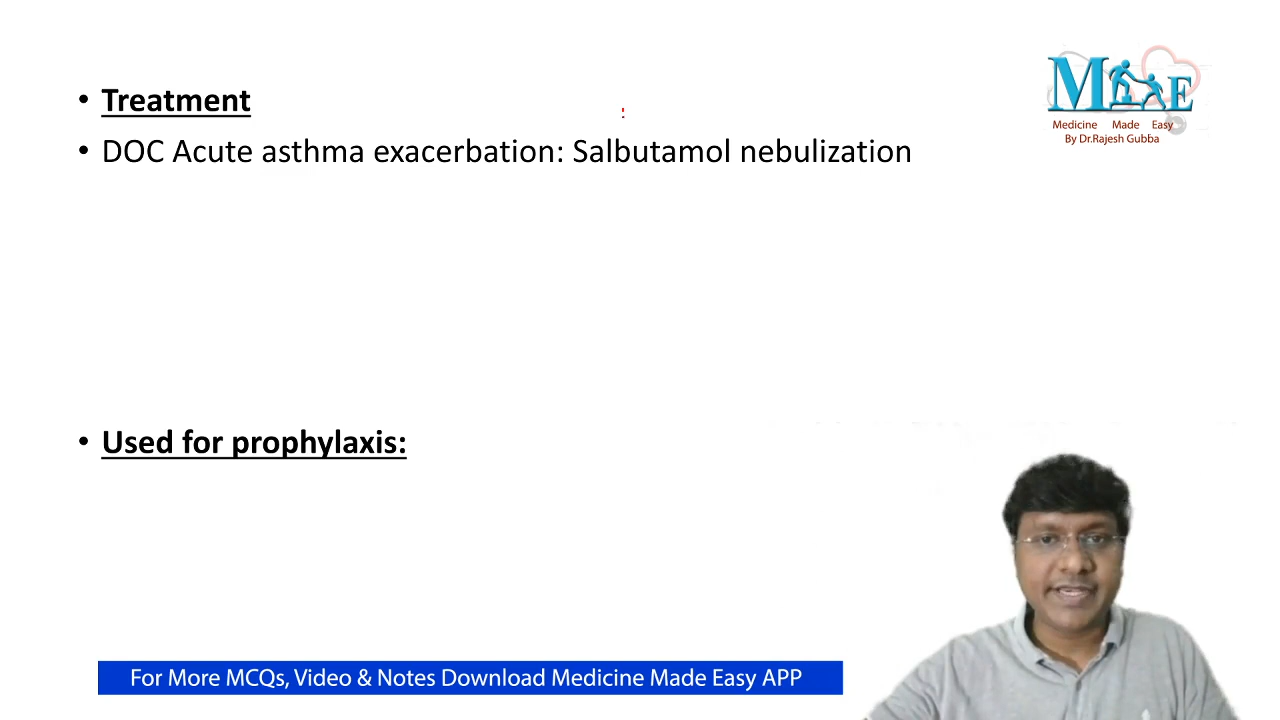 • Treatment
• DOC Acute asthma exacerbation: Salbutamol nebulization
• Used for prophylaxis:
M E
Medicine Made Easy
By Dr.Rajesh Gubba
For More MCQs, Video & Notes Download Medicine Made Easy APP